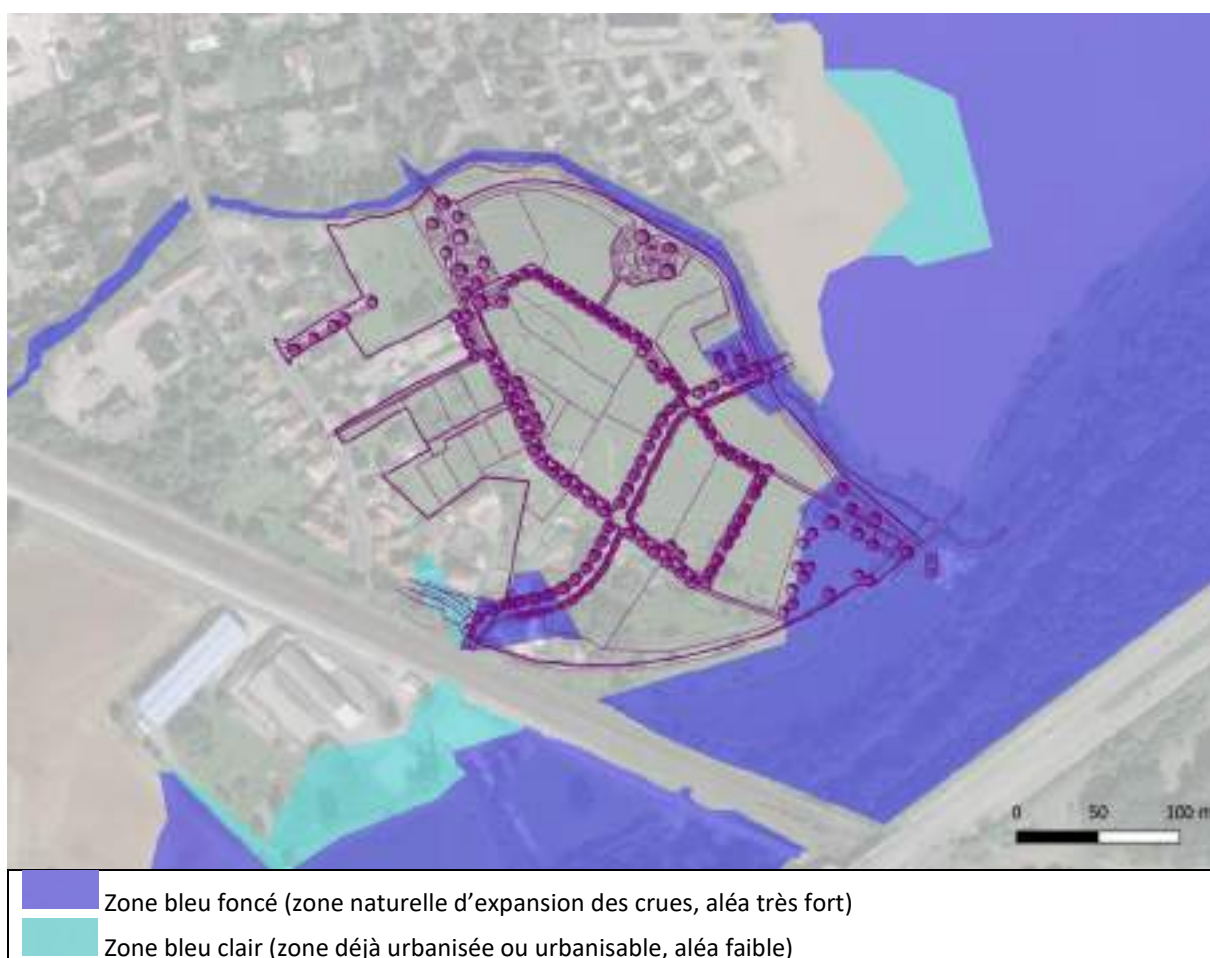 0 50 100 m
Zone bleu foncé (zone naturelle d'expansion des crues, aléa très fort)
Zone bleu clair (zone déjà urbanisée ou urbanisable, aléa faible)